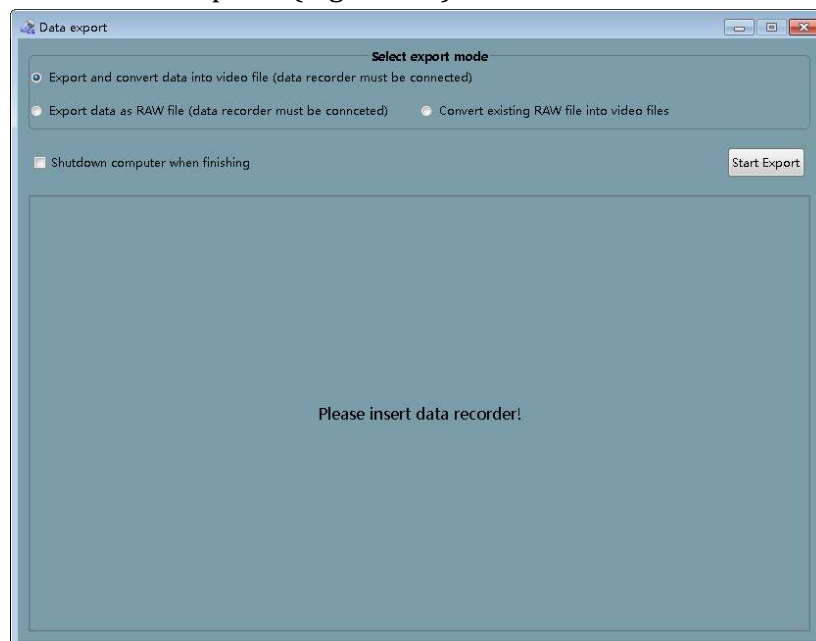 Data export
Select export mode
Export and convert data into video file (data recorder must be connected)
Export data as RAW file (data recorder must be connceted) Convert existing RAW file into video files
Shutdown computer when finishing Start Export
Please insert data recorder!